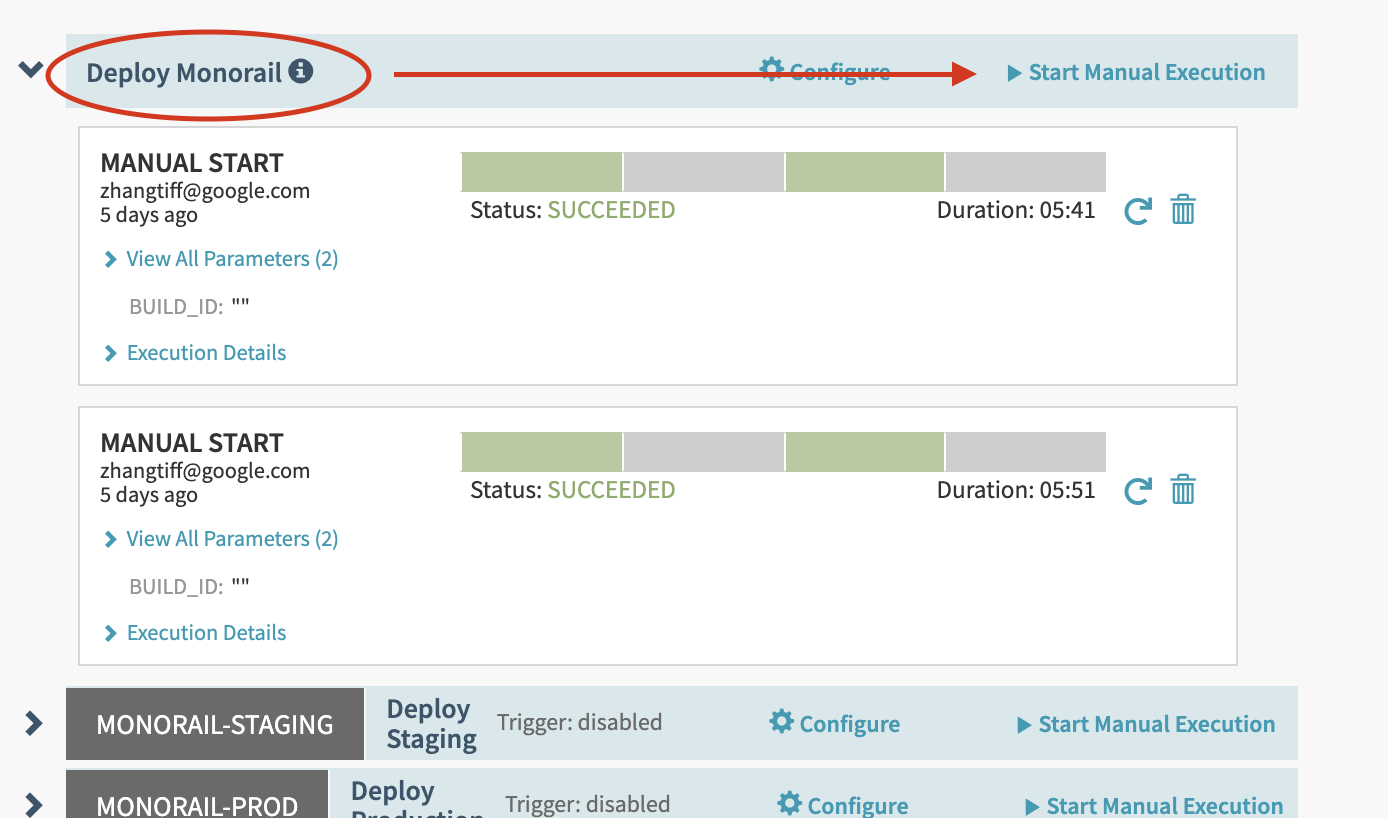 Deploy Monorail
Configure
Start Manual Execution
MANUAL START
zhangtiff@google.com
5 days ago
Status: SUCCEEDED
Duration: 05:41
View All Parameters (2)
BUILD_ID: ""
Execution Details
MANUAL START
zhangtiff@google.com
5 days ago
Status: SUCCEEDED
Duration: 05:51
View All Parameters (2)
BUILD_ID: ""
Execution Details
MONORAIL-STAGING
Deploy
Staging
Trigger: disabled
Configure
Start Manual Execution
MONORAIL-PROD
Deploy
Production
Trigger: disabled
Configure
Start Manual Execution